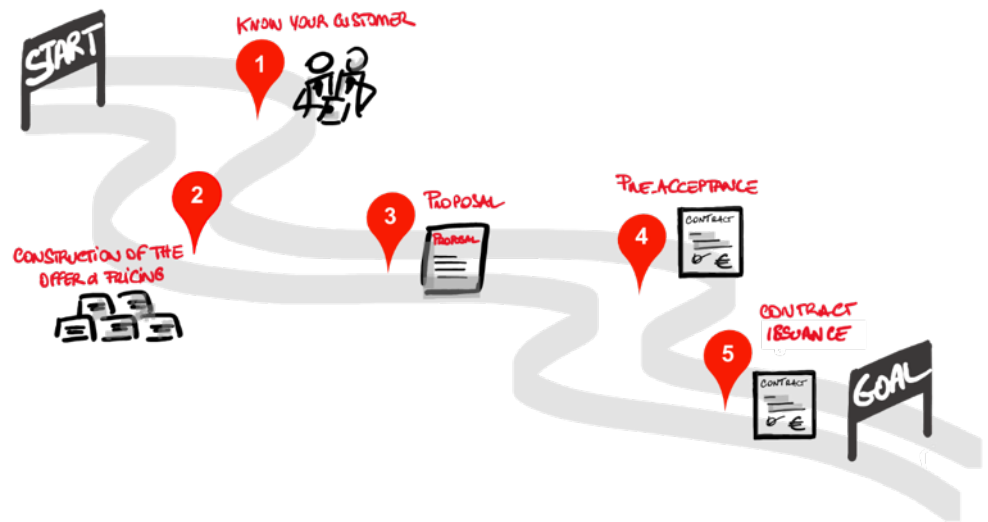 KNOW YOUR CUSTOMER
START
1
2
3
PROPOSAL
PROPOSAL
PRE-ACCEPTANCE
4
CONTRACT
€
CONSTRUCTION OF THE
OFFER & PRICING
CONTRACT
ISSUANCE
5
CONTRACT
€
GOAL